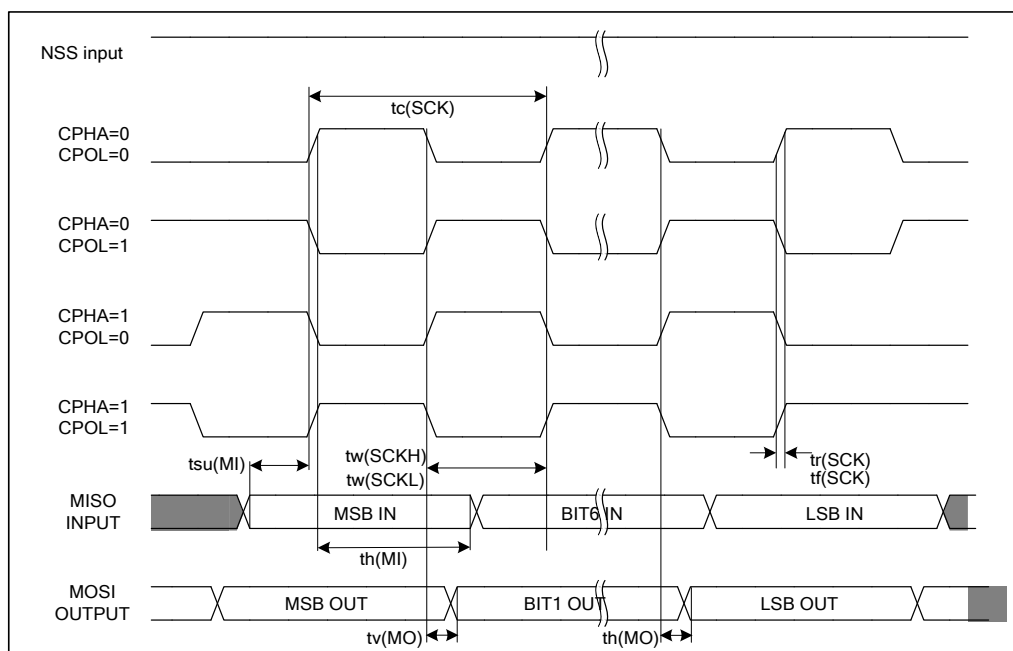 NSS input
tc(SCK)
CPHA=0
CPOL=0
CPHA=0
CPOL=1
CPHA=1
CPOL=0
CPHA=1
CPOL=1
tsu(MI)
tw(SCKH)
tw(SCKL)
tr(SCK)
tf(SCK)
MISO
INPUT
MSB IN
BIT6 IN
LSB IN
th(MI)
MOSI
OUTPUT
MSB OUT
BIT1 OUT
LSB OUT
tv(MO)
th(MO)